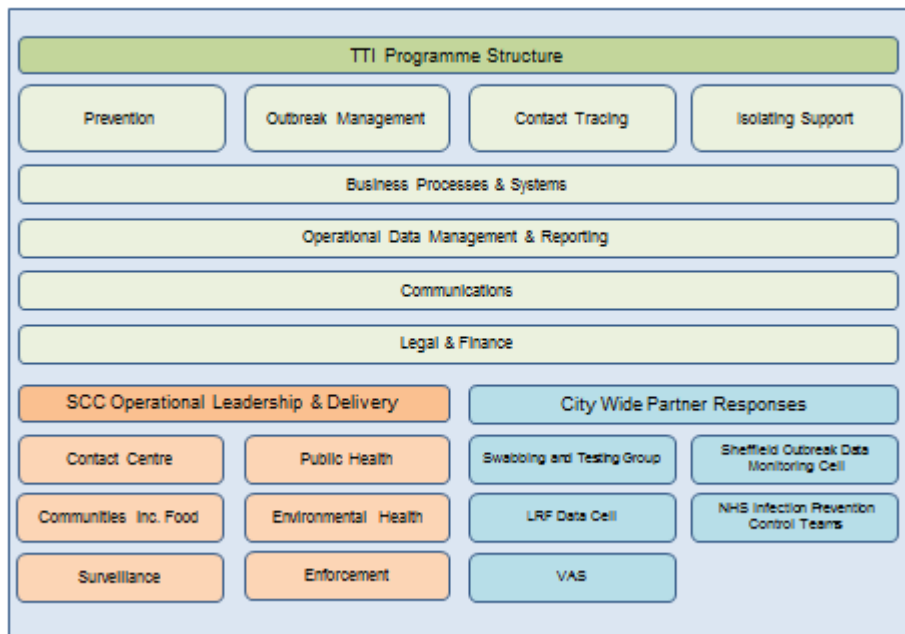 TTI Programme Structure
Prevention
Outbreak Management
Contact Tracing
Isolating Support
Business Processes & Systems
Operational Data Management & Reporting
Communications
Legal & Finance
SCC Operational Leadership & Delivery
City Wide Partner Responses
Contact Centre
Public Health
Swabbing and Testing Group
Sheffield Outbreak Data
Monitoring Cell
Communities Inc. Food
Environmental Health
LRF Data Cell
NHS Infection Prevention
Control Teams
Surveillance
Enforcement
VAS